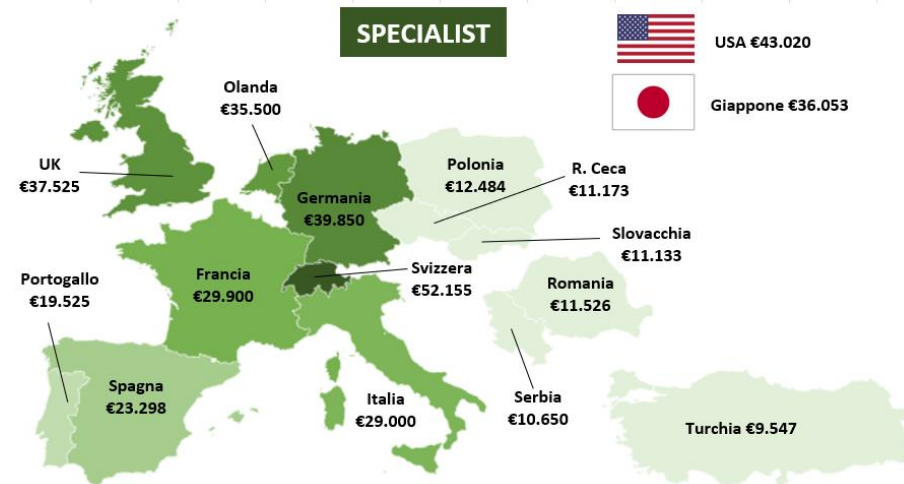 SPECIALIST
USA €43.020
Giappone €36.053
Olanda
€35.500
UK
€37.525
Germania
€39.850
Polonia
€12.484
R. Ceca
€11.173
Slovacchia
€11.133
Francia
€29.900
Svizzera
€52.155
Portogallo
€19.525
Romania
€11.526
Spagna
€23.298
Italia
€29.000
Serbia
€10.650
Turchia €9.547